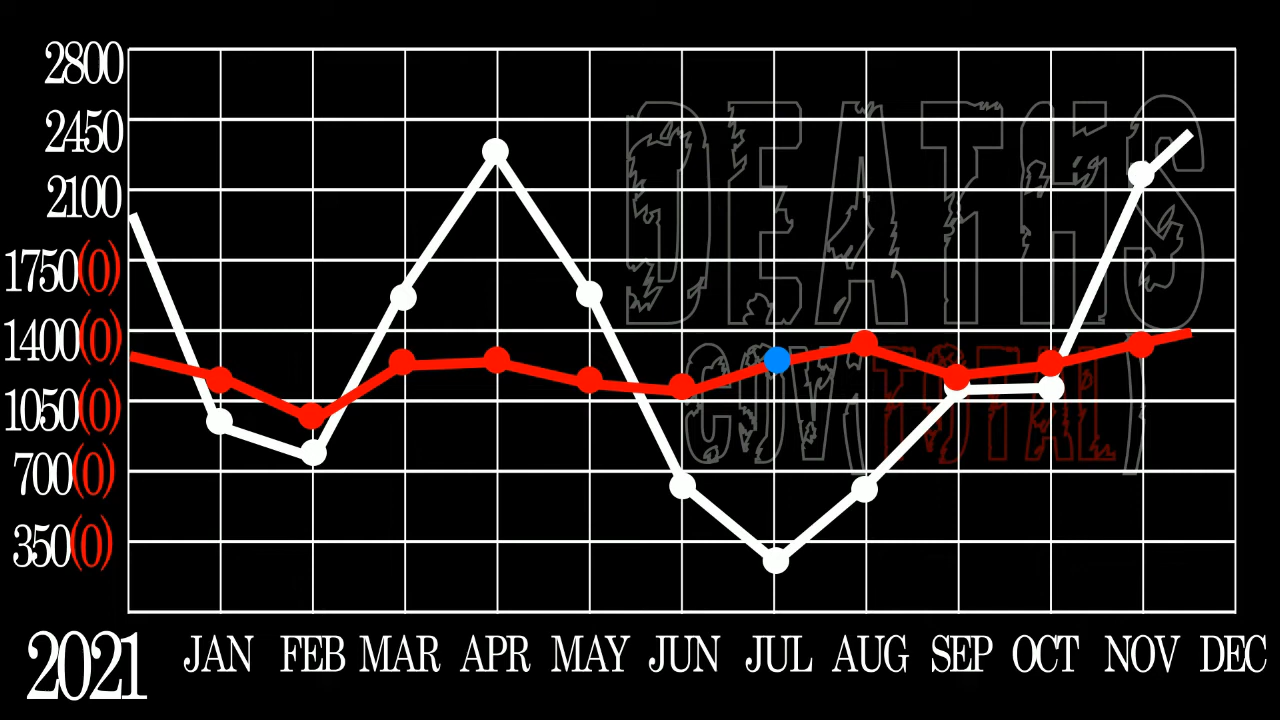 2800
2450
2100
1750(0)
1400(0)
1050(0)
700(0)
350(0)
DEATHS
COV(TOTAL)
2021 JAN FEB MAR APR MAY JUN JUL AUG SEP OCT NOV DEC